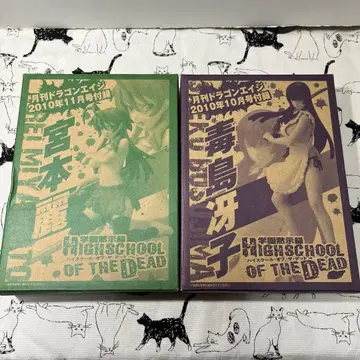 月刊ドラゴンエイジ
2010年11月号付録
宮本麗
学園黙示録
HIGHSCHOOL
ハイスクール・オブ・ザ・デッド
OF THE DEAD
月刊ドラゴンエイジ
2010年10月号付録
毒島冴子
学園黙示録
HIGHSCHOOL
ハイスクール・オブ・ザ・デッド
OF THE DEAD